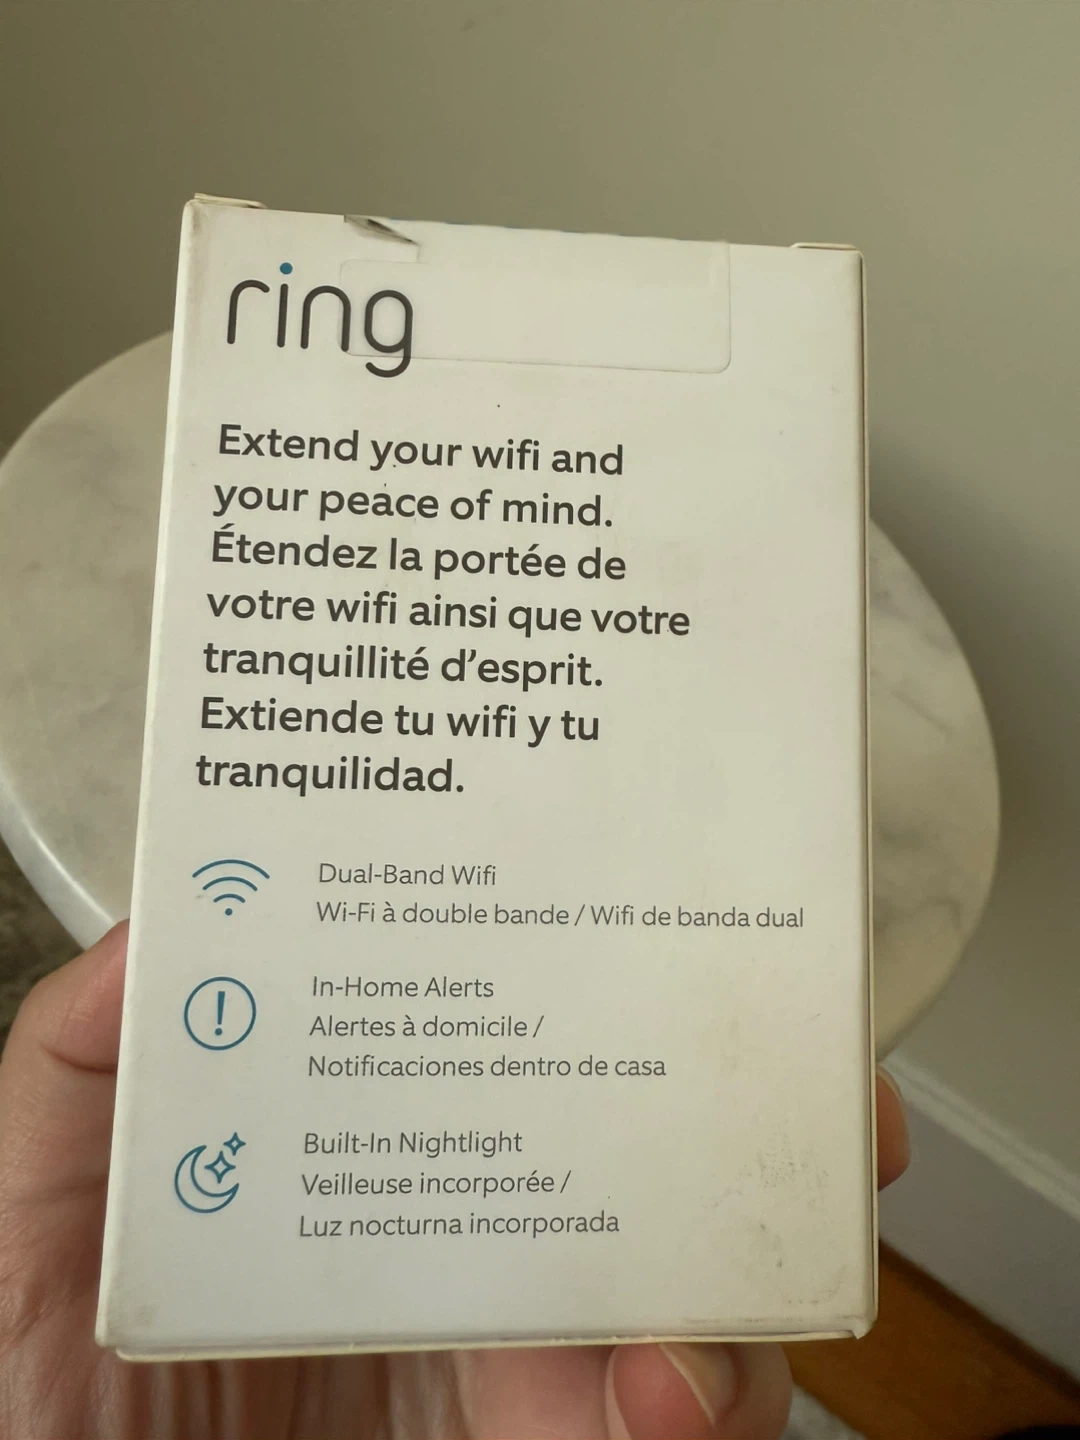 ring
Extend your wifi and
your peace of mind.
Étendez la portée de
votre wifi ainsi que votre
tranquillité d’esprit.
Extiende tu wifi y tu
tranquilidad.
Dual-Band Wifi
Wi-Fi à double bande / Wifi de banda dual
In-Home Alerts
Alertes à domicile /
Notificaciones dentro de casa
Built-In Nightlight
Veilleuse incorporée /
Luz nocturna incorporada